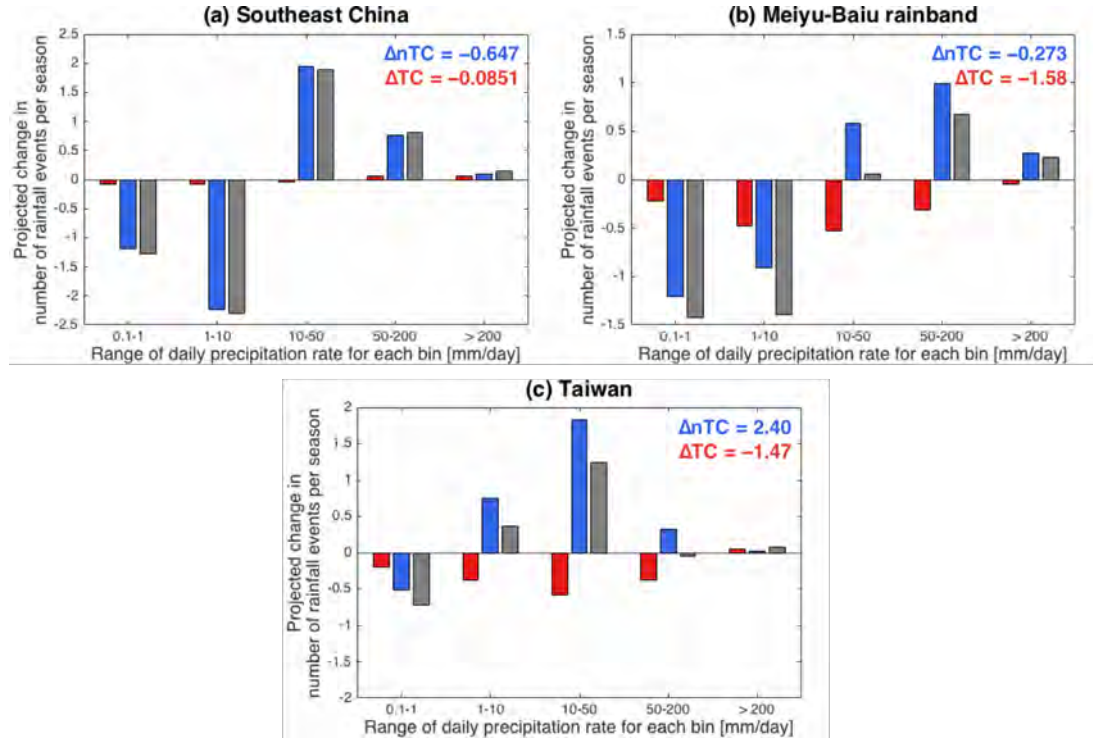 (a) Southeast China
2.5
2
1.5
1
0.5
0
-0.5
-1
-1.5
-2
-2.5
Projected change in
number of rainfall events per season
ΔnTC = −0.647
ΔTC = −0.0851
0.1-1 1-10 10-50 50-200 > 200
Range of daily precipitation rate for each bin [mm/day]
(b) Meiyu-Baiu rainband
1.5
1
0.5
0
-0.5
-1
-1.5
Projected change in
number of rainfall events per season
ΔnTC = −0.273
ΔTC = −1.58
0.1-1 1-10 10-50 50-200 > 200
Range of daily precipitation rate for each bin [mm/day]
(c) Taiwan
2
1.5
1
0.5
0
-0.5
-1
-1.5
-2
Projected change in
number of rainfall events per season
ΔnTC = 2.40
ΔTC = −1.47
0.1-1 1-10 10-50 50-200 > 200
Range of daily precipitation rate for each bin [mm/day]